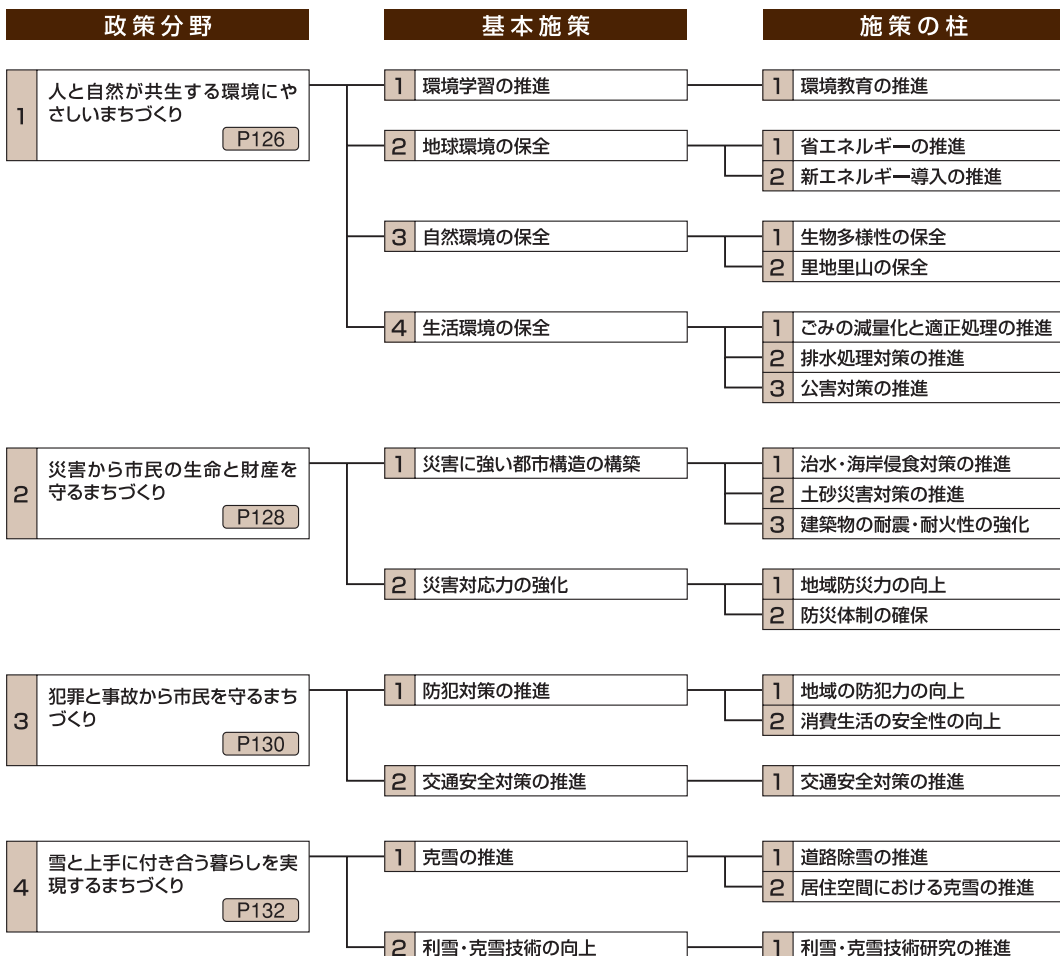 政策分野
基本施策
施策の柱
1
人と自然が共生する環境にや
さしいまちづくり
P126
1 環境学習の推進
1 環境教育の推進
2 地球環境の保全
1 省エネルギーの推進
2 新エネルギー導入の推進
3 自然環境の保全
1 生物多様性の保全
2 里地里山の保全
4 生活環境の保全
1 ごみの減量化と適正処理の推進
2 排水処理対策の推進
3 公害対策の推進
2
災害から市民の生命と財産を
守るまちづくり
P128
1 災害に強い都市構造の構築
1 治水・海岸侵食対策の推進
2 土砂災害対策の推進
3 建築物の耐震・耐火性の強化
2 災害対応力の強化
1 地域防災力の向上
2 防災体制の確保
3
犯罪と事故から市民を守るまち
づくり
P130
1 防犯対策の推進
1 地域の防犯力の向上
2 消費生活の安全性の向上
2 交通安全対策の推進
1 交通安全対策の推進
4
雪と上手に付き合う暮らしを実
現するまちづくり
P132
1 克雪の推進
1 道路除雪の推進
2 居住空間における克雪の推進
2 利雪・克雪技術の向上
1 利雪・克雪技術研究の推進